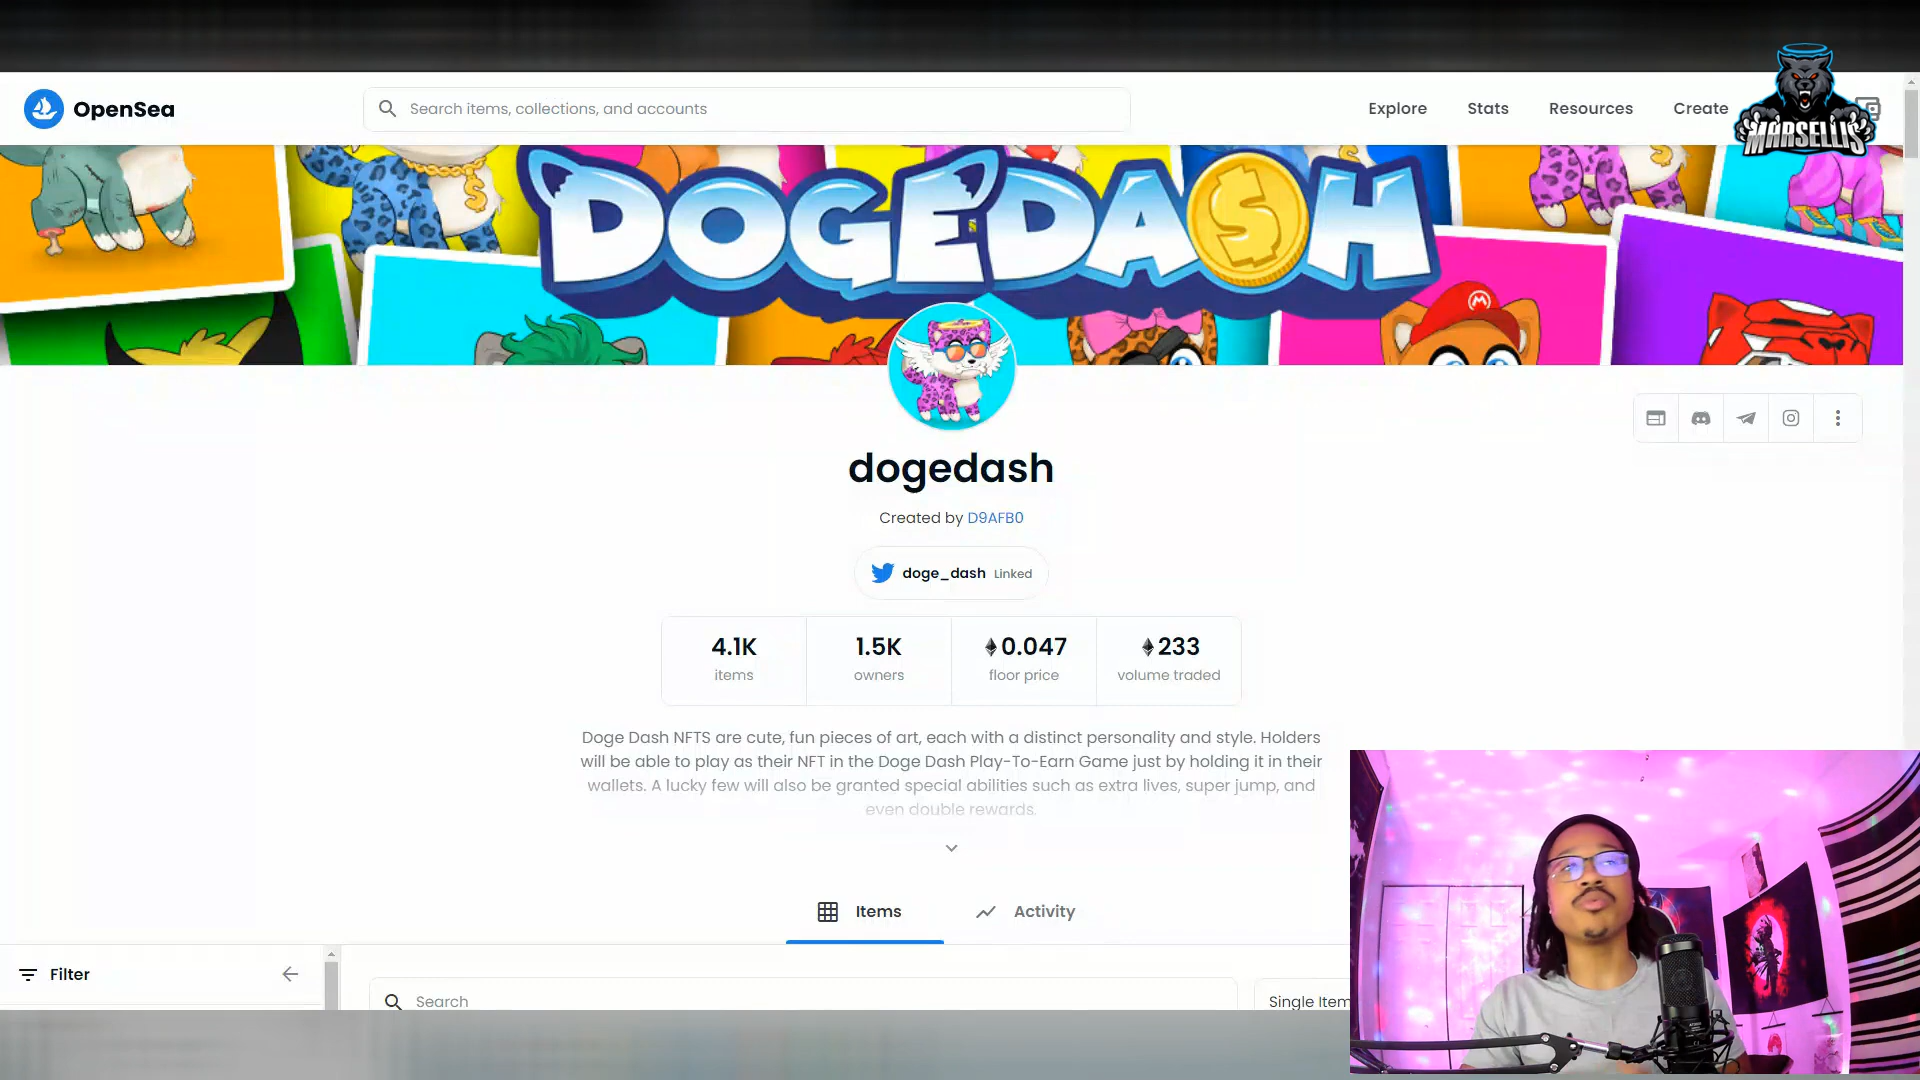 OpenSea
Search items, collections, and accounts
Explore
Stats
Resources
Create
MARSELLIS
DOGEDA$H
M
dogedash
Created by D9AFB0
doge_dash Linked
4.1K
items
1.5K
owners
0.047
floor price
233
volume traded
Doge Dash NFTS are cute, fun pieces of art, each with a distinct personality and style. Holders
will be able to play as their NFT in the Doge Dash Play-To-Earn Game just by holding it in their
wallets. A lucky few will also be granted special abilities such as extra lives, super jump, and
even double rewards.
Items
Activity
Filter
Search
Single Item